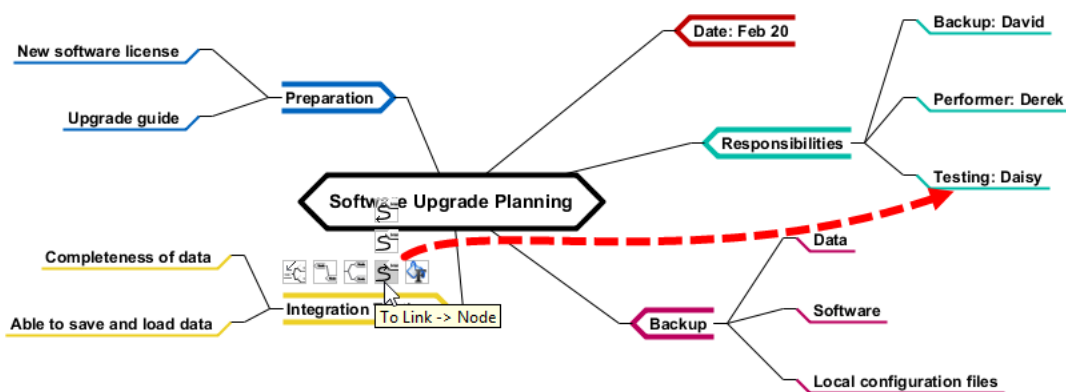 New software license
Upgrade guide
Preparation
Date: Feb 20
Backup: David
Performer: Derek
Testing: Daisy
Responsibilities
Software Upgrade Planning
Completeness of data
Able to save and load data
Integration
To Link -> Node
Data
Software
Local configuration files
Backup